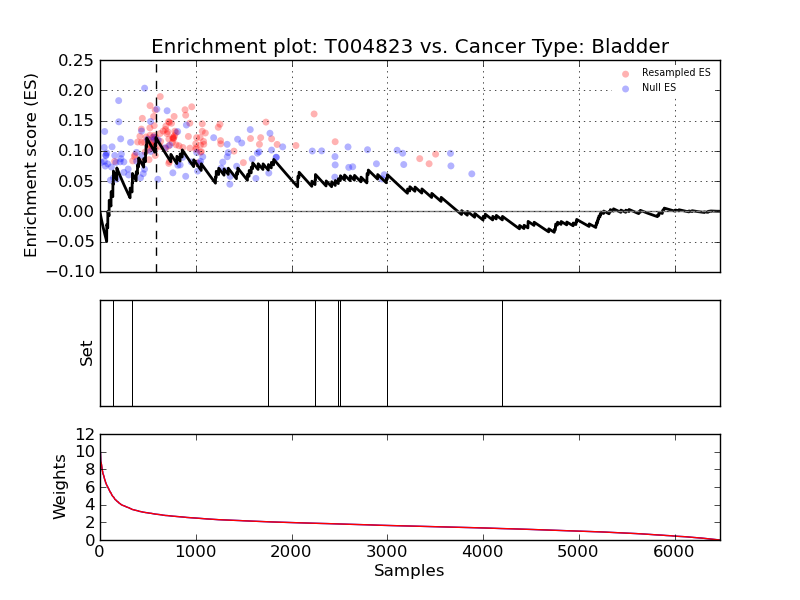 Enrichment plot: T004823 vs. Cancer Type: Bladder
Enrichment score (ES)
0.25
0.20
0.15
0.10
0.05
0.00
−0.05
−0.10
Resampled ES
Null ES
Set
Weights
12
10
8
6
4
2
0
0 1000 2000 3000 4000 5000 6000
Samples